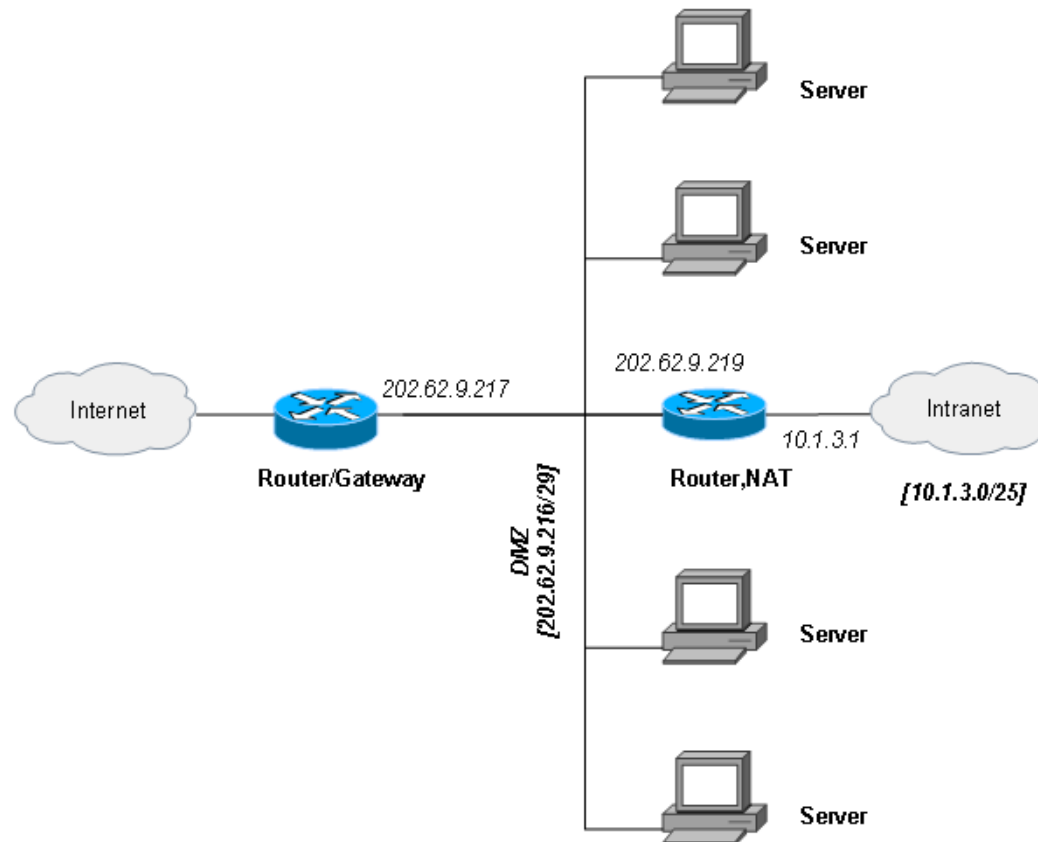 Server
Server
202.62.9.219
202.62.9.217
Internet
Intranet
10.1.3.1
Router/Gateway
Router,NAT
[10.1.3.0/25]
DMZ
[202.62.9.216/29]
Server
Server